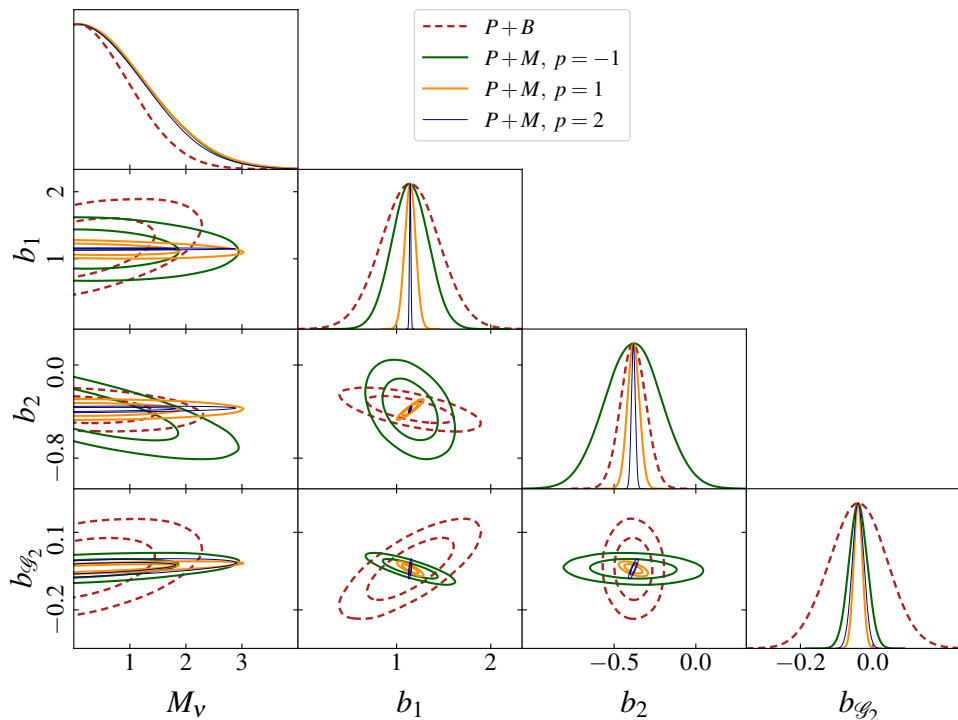 P + B
P + M, p = −1
P + M, p = 1
P + M, p = 2
2
1
b₁
0.0
−0.8
b₂
0.1
−0.2
b𝒢₂
1 2 3
1 2
−0.5 0.0
−0.2 0.0
Mν b₁ b₂ b𝒢₂